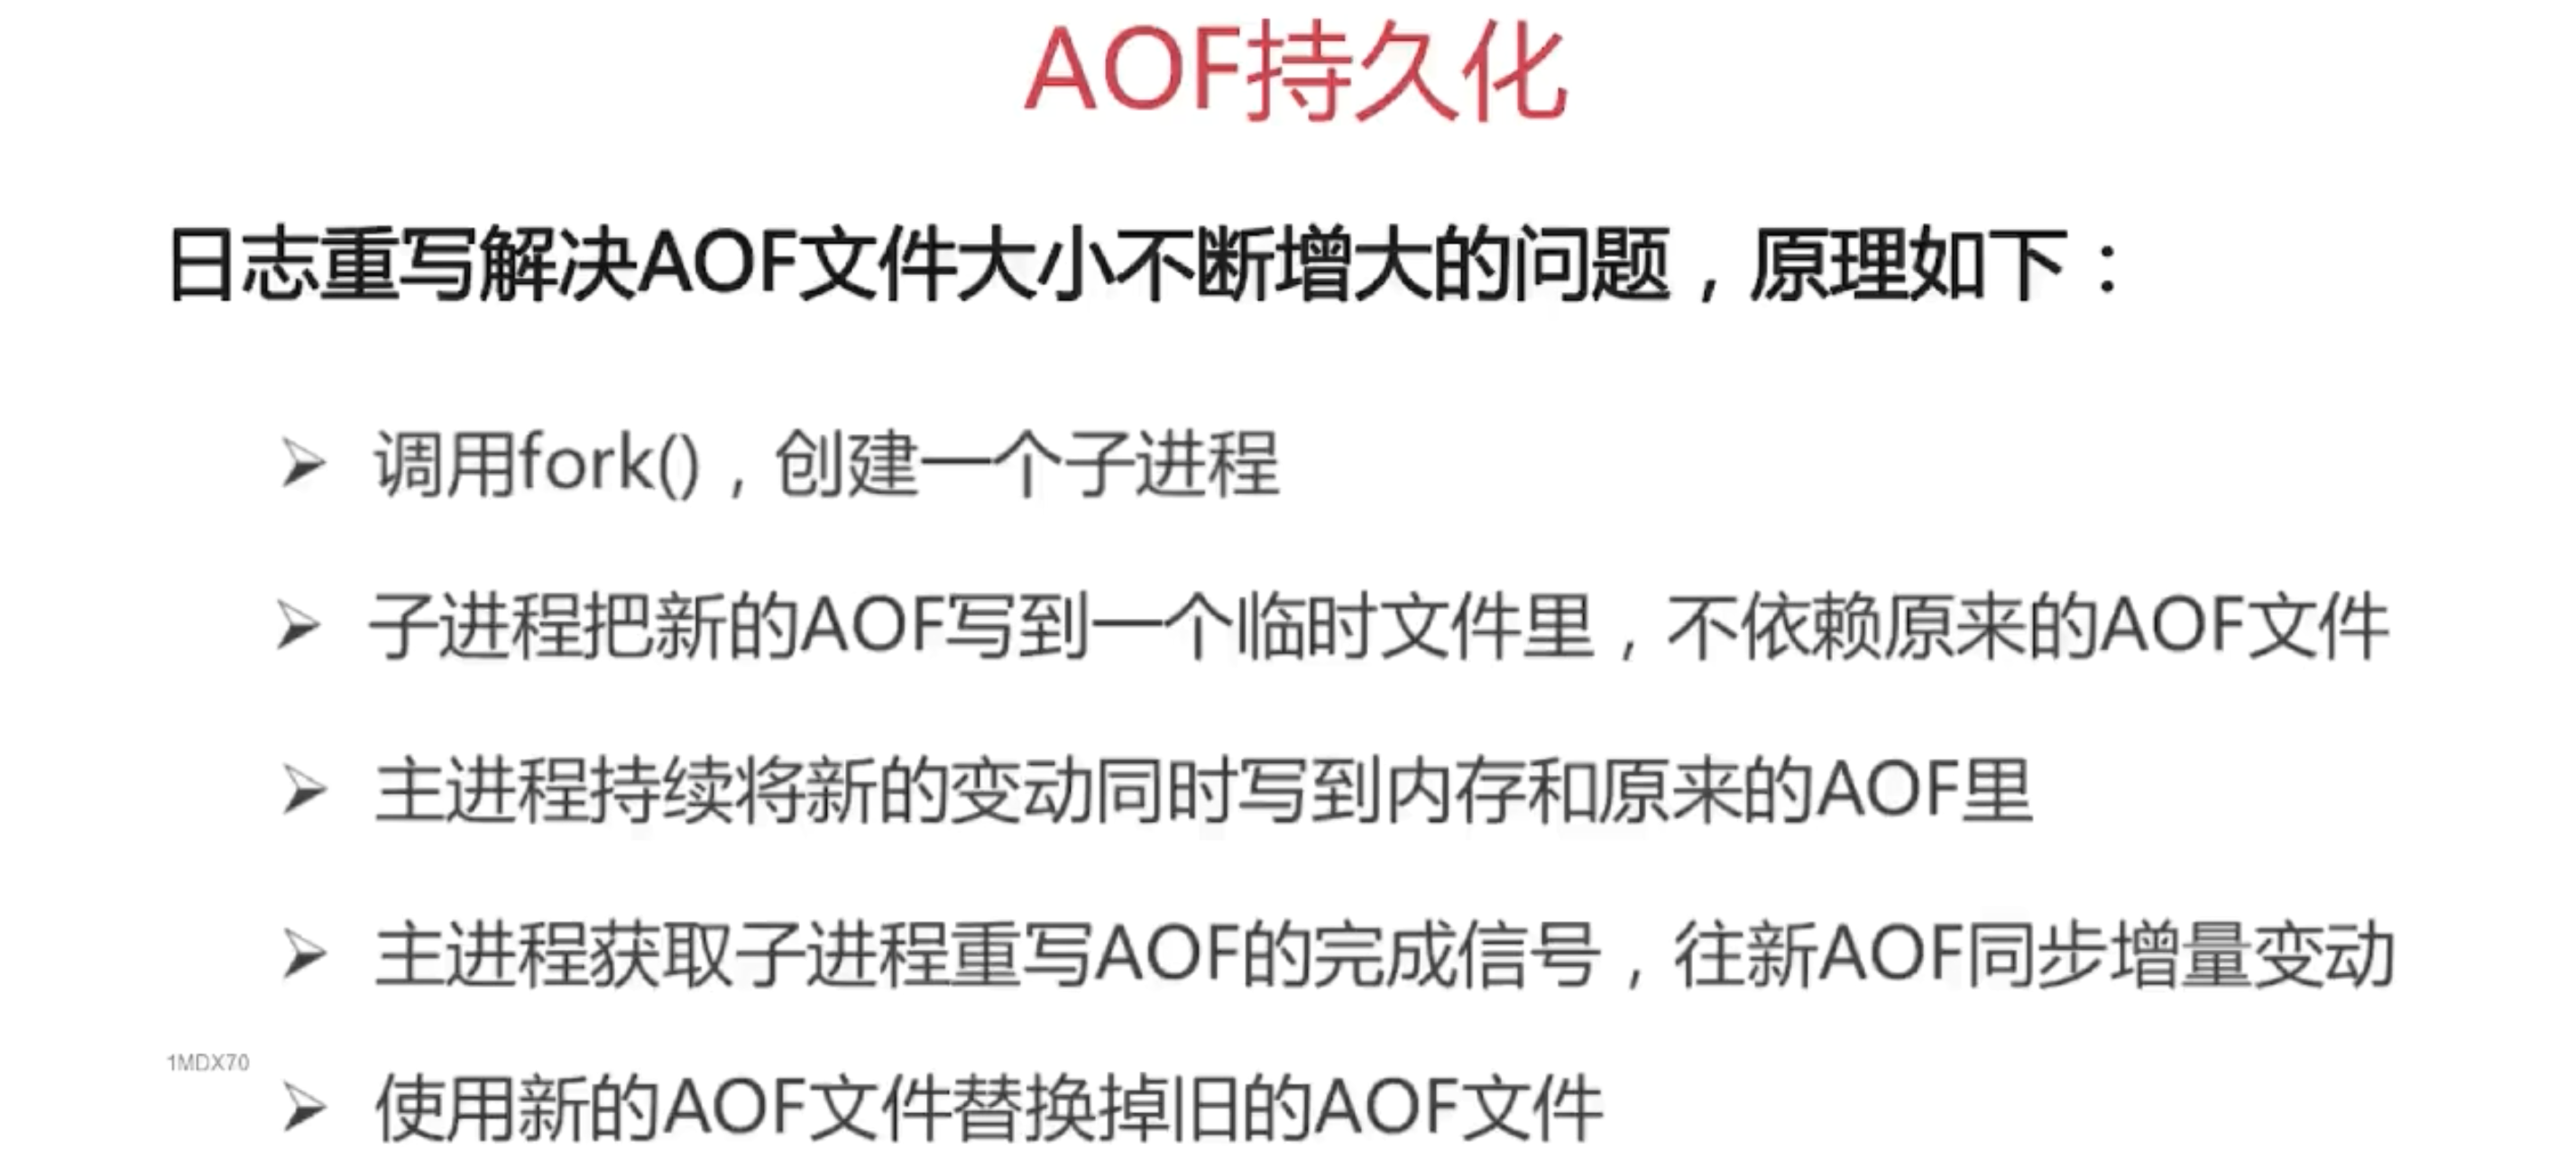 AOF持久化
日志重写解决AOF文件大小不断增大的问题，原理如下：
➢ 调用fork()，创建一个子进程
➢ 子进程把新的AOF写到一个临时文件里，不依赖原来的AOF文件
➢ 主进程持续将新的变动同时写到内存和原来的AOF里
➢ 主进程获取子进程重写AOF的完成信号，往新AOF同步增量变动
1MDX70
➢ 使用新的AOF文件替换掉旧的AOF文件